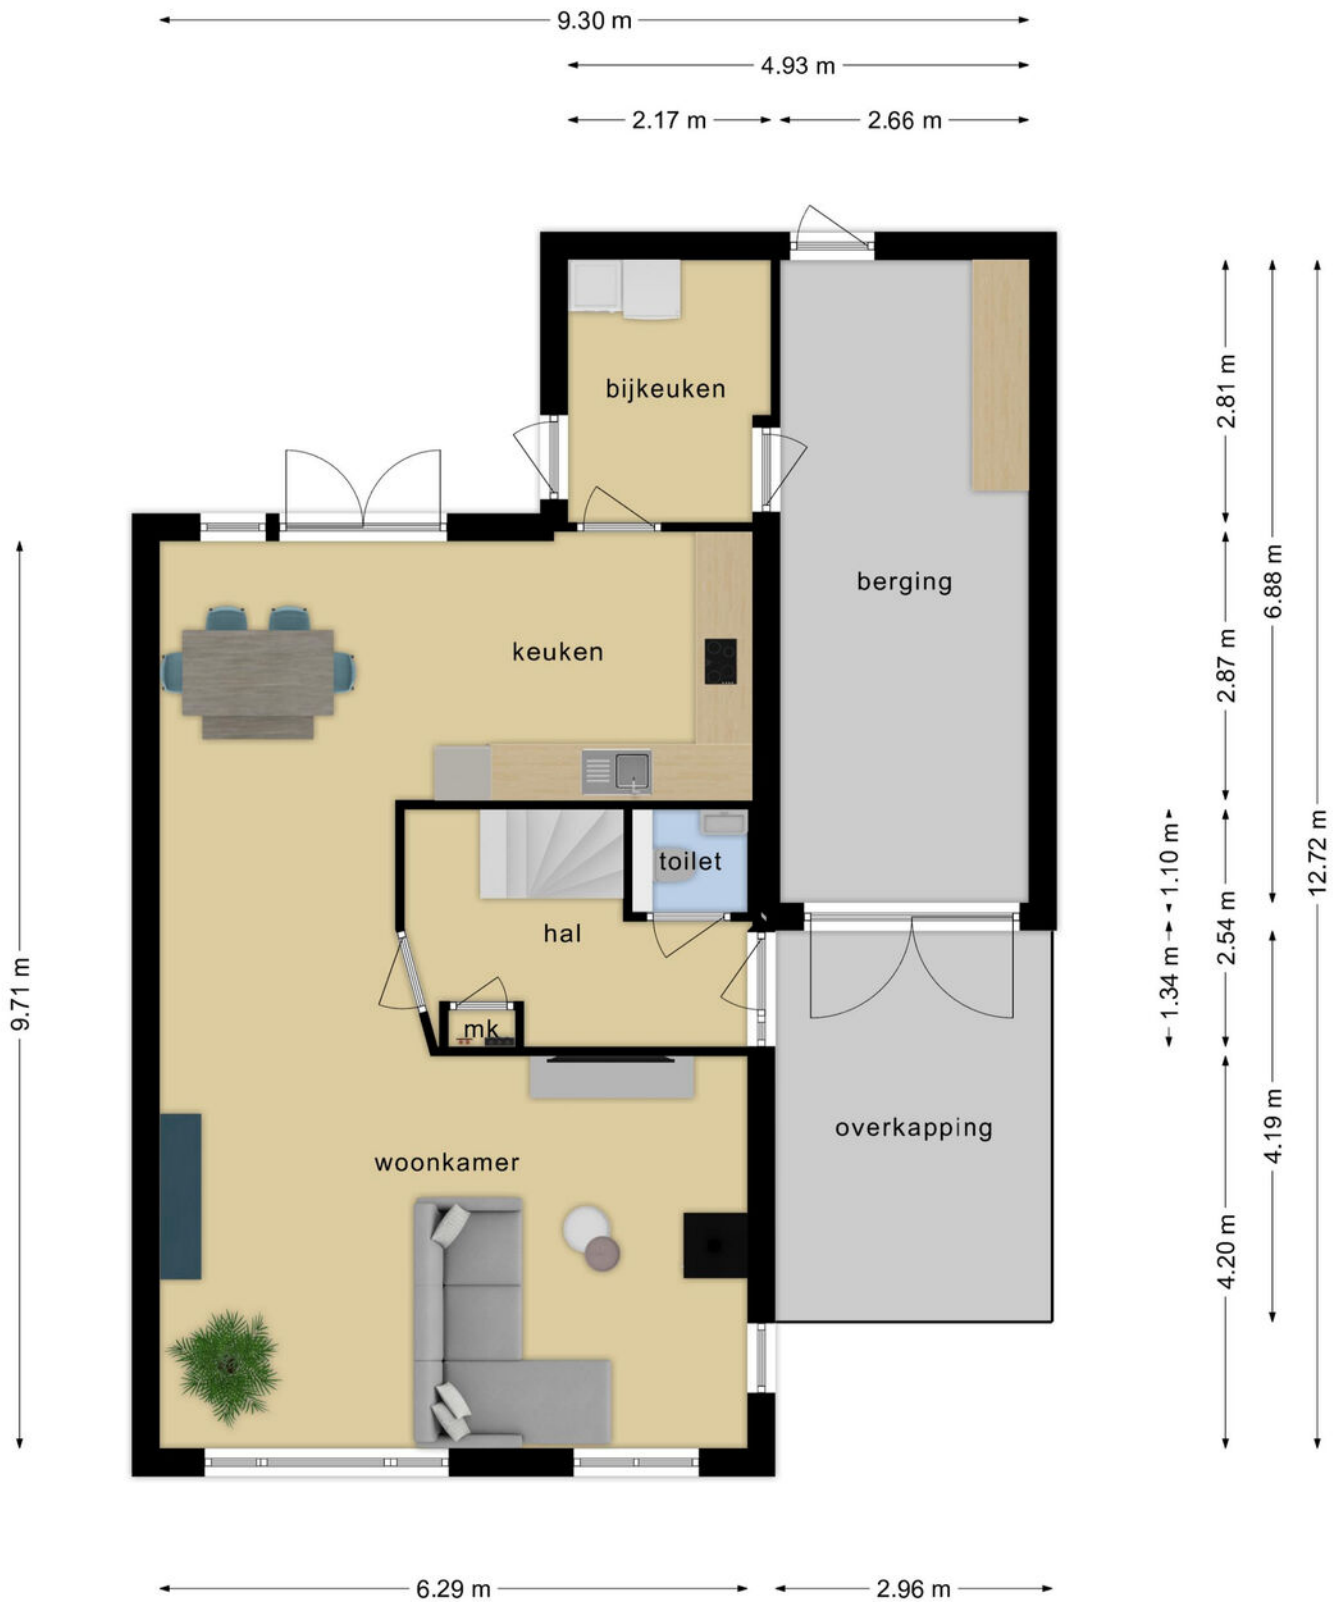 9.30 m
4.93 m
2.17 m
2.66 m
bijkeuken
2.81 m
berging
6.88 m
keuken
2.87 m
toilet
1.10 m
12.72 m
hal
2.54 m
1.34 m
9.71 m
mk
overkapping
4.19 m
woonkamer
4.20 m
6.29 m
2.96 m